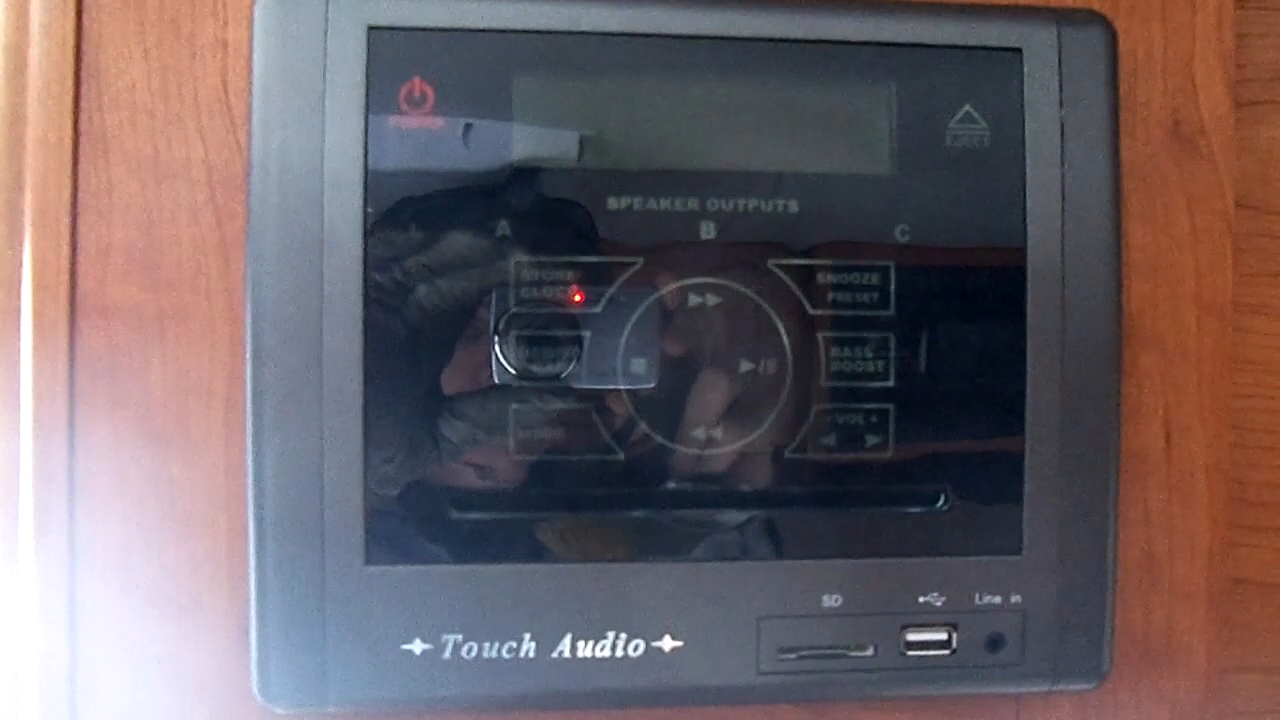 POWER
EJECT
SPEAKER OUTPUTS
A B C
STORE
CLOCK
SNOOZE
PRESET
BASS
BOOST
- VOL +
SD
Line in
Touch Audio